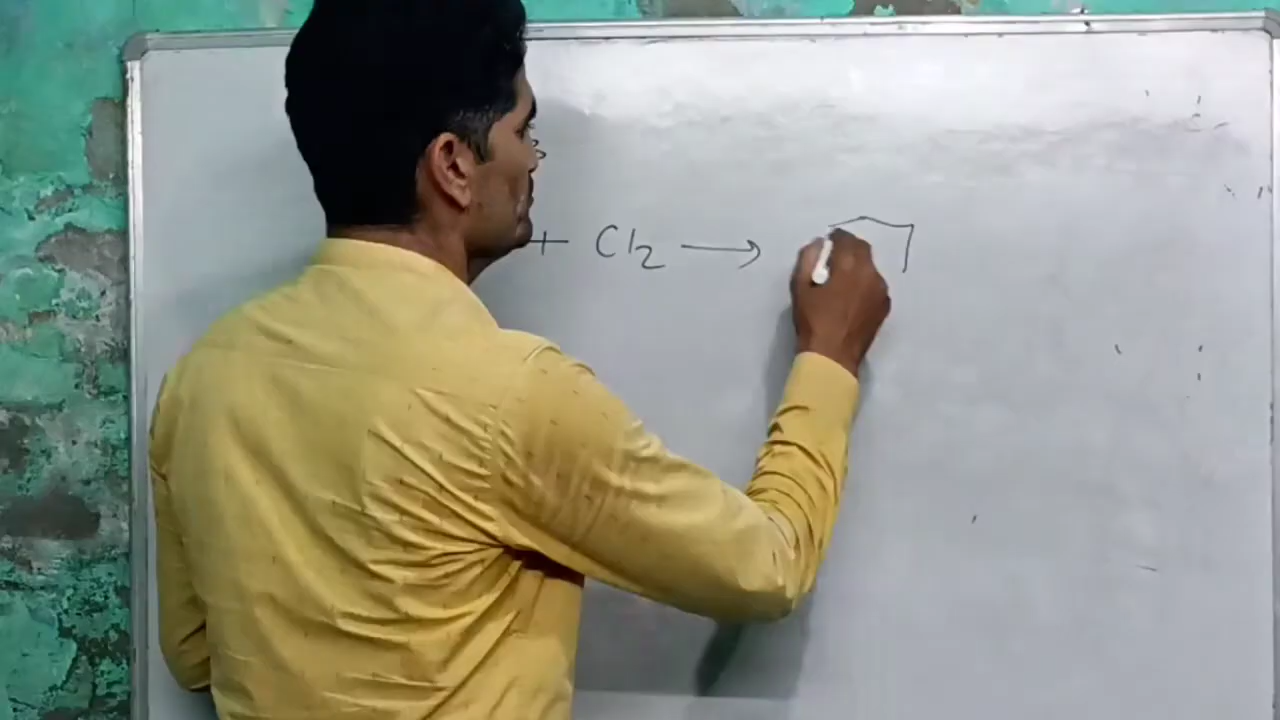 + Cl2 →